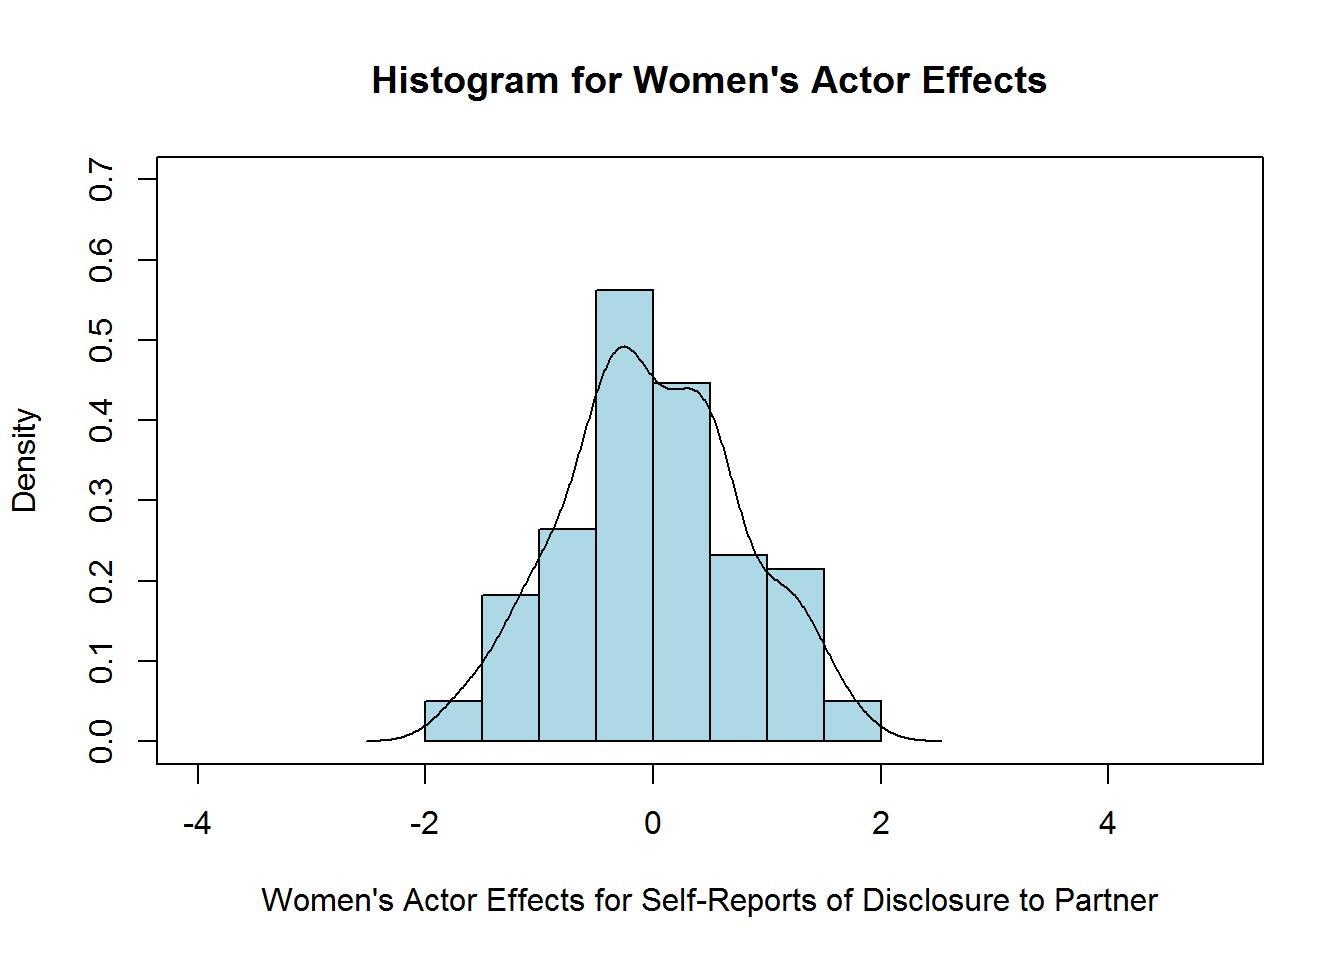 Histogram for Women's Actor Effects
Density
0.7
0.6
0.5
0.4
0.3
0.2
0.1
0.0
-4 -2 0 2 4
Women's Actor Effects for Self-Reports of Disclosure to Partner